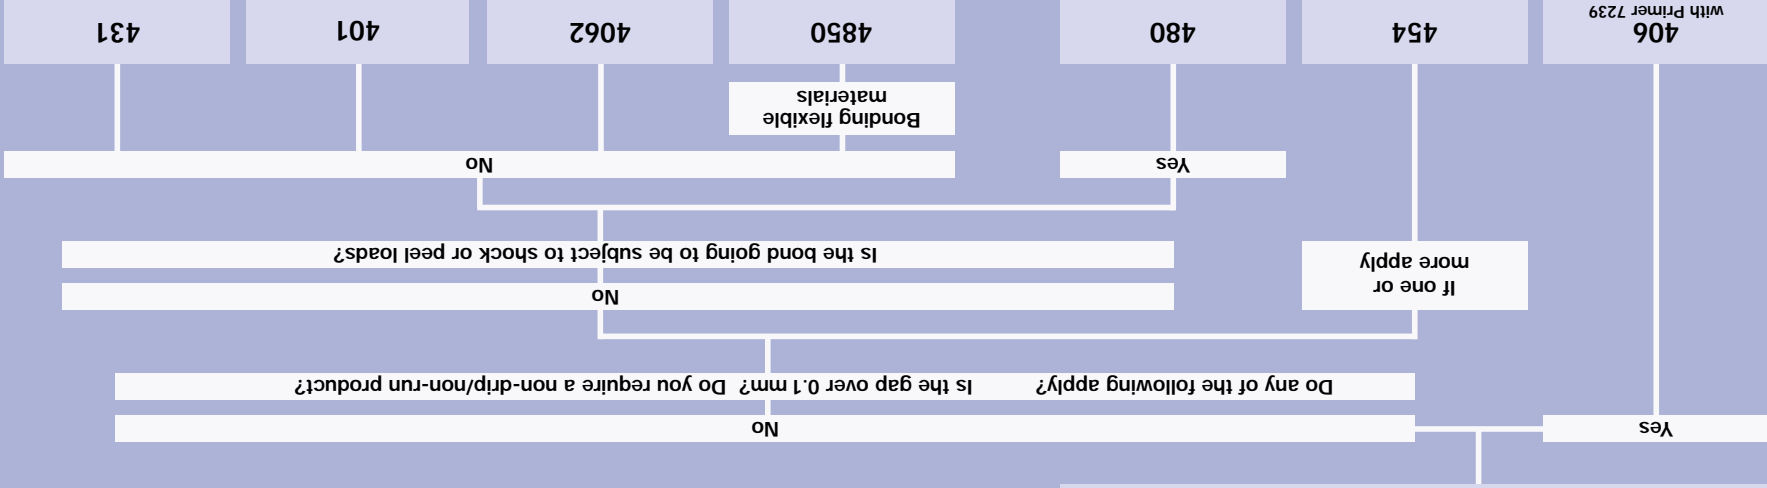 Yes
No
Do any of the following apply? Is the gap over 0.1 mm? Do you require a non-drip/non-run product?
If one or
more apply
No
Is the bond going to be subject to shock or peel loads?
Yes
No
Bonding flexible
materials
406
with Primer 7239
454
480
4850
4062
401
431